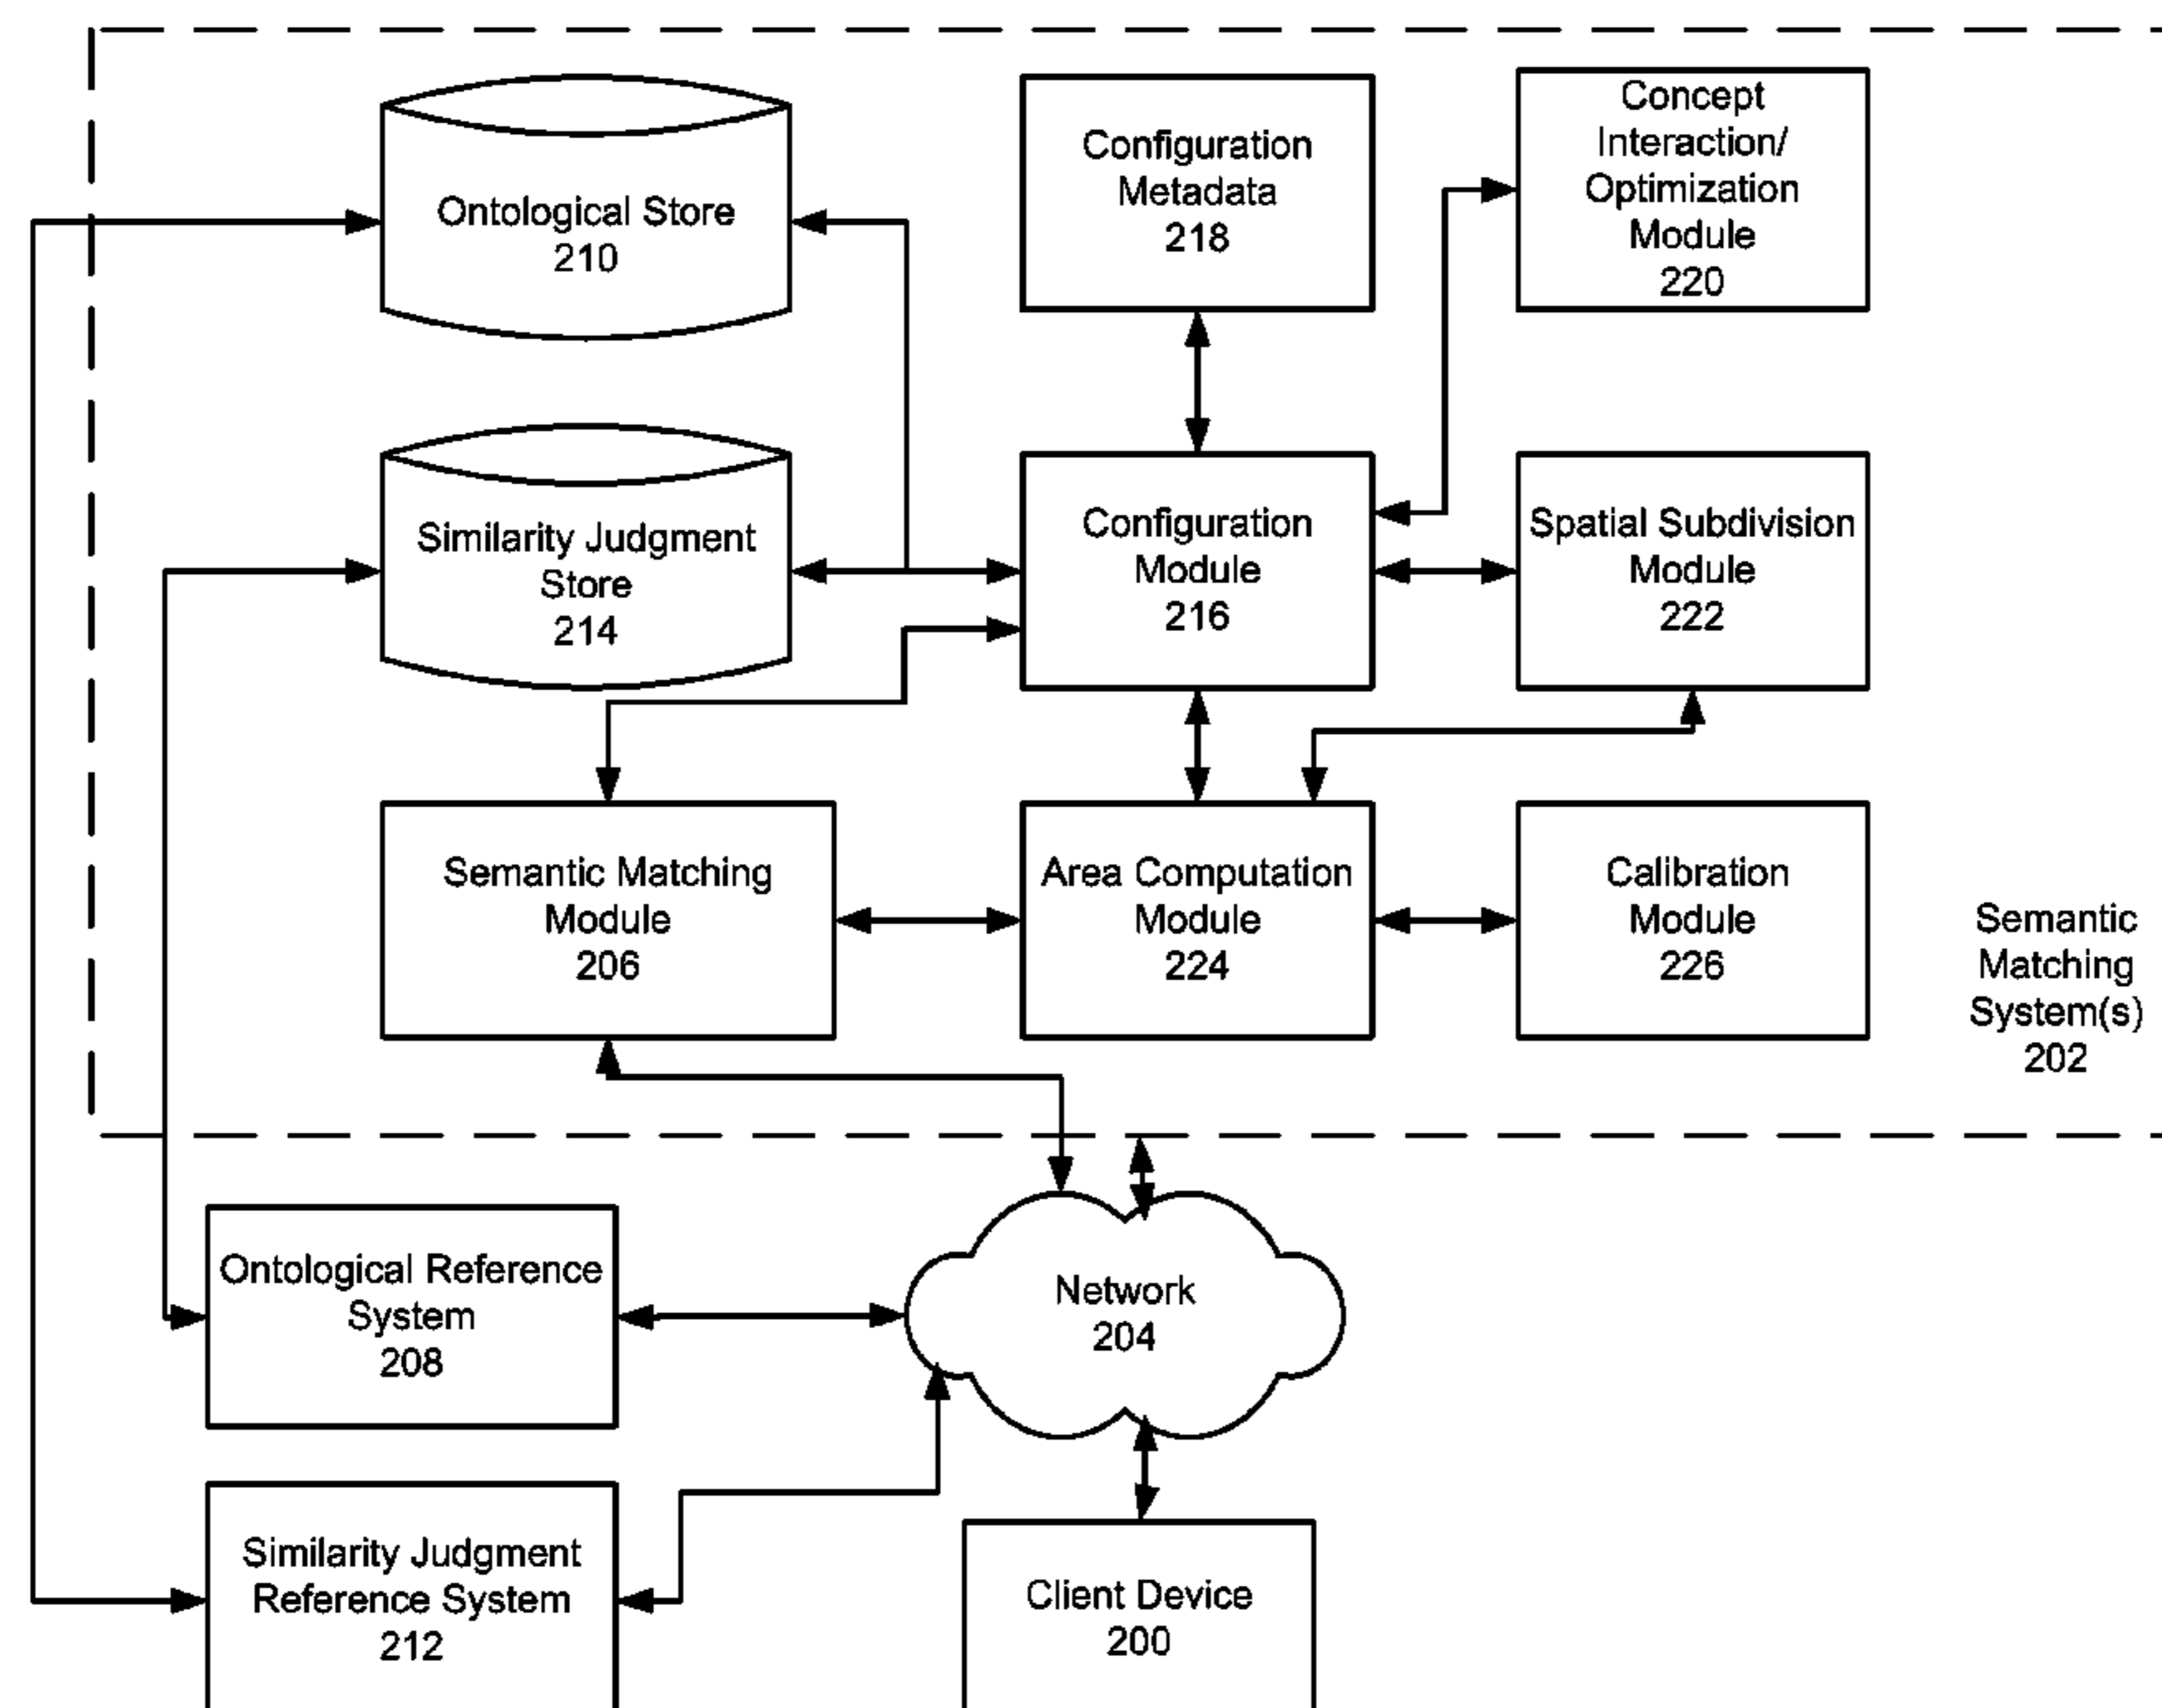 Ontological Store
210
Configuration
Metadata
218
Concept
Interaction/
Optimization
Module
220
Similarity Judgment
Store
214
Configuration
Module
216
Spatial Subdivision
Module
222
Semantic Matching
Module
206
Area Computation
Module
224
Calibration
Module
226
Semantic
Matching
System(s)
202
Ontological Reference
System
208
Network
204
Similarity Judgment
Reference System
212
Client Device
200